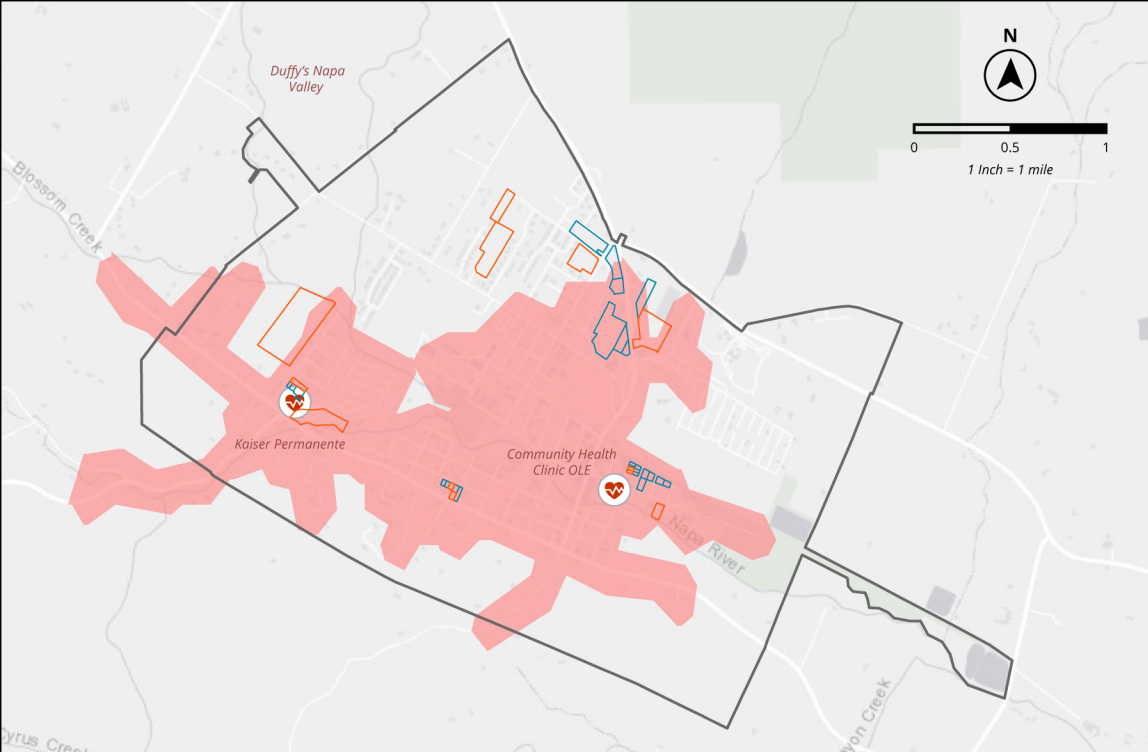 Duffy's Napa
Valley
N
0 0.5 1
1 Inch = 1 mile
Blossom Creek
Kaiser Permanente
Community Health
Clinic OLE
Napa River
yon Creek
Cyrus Creek